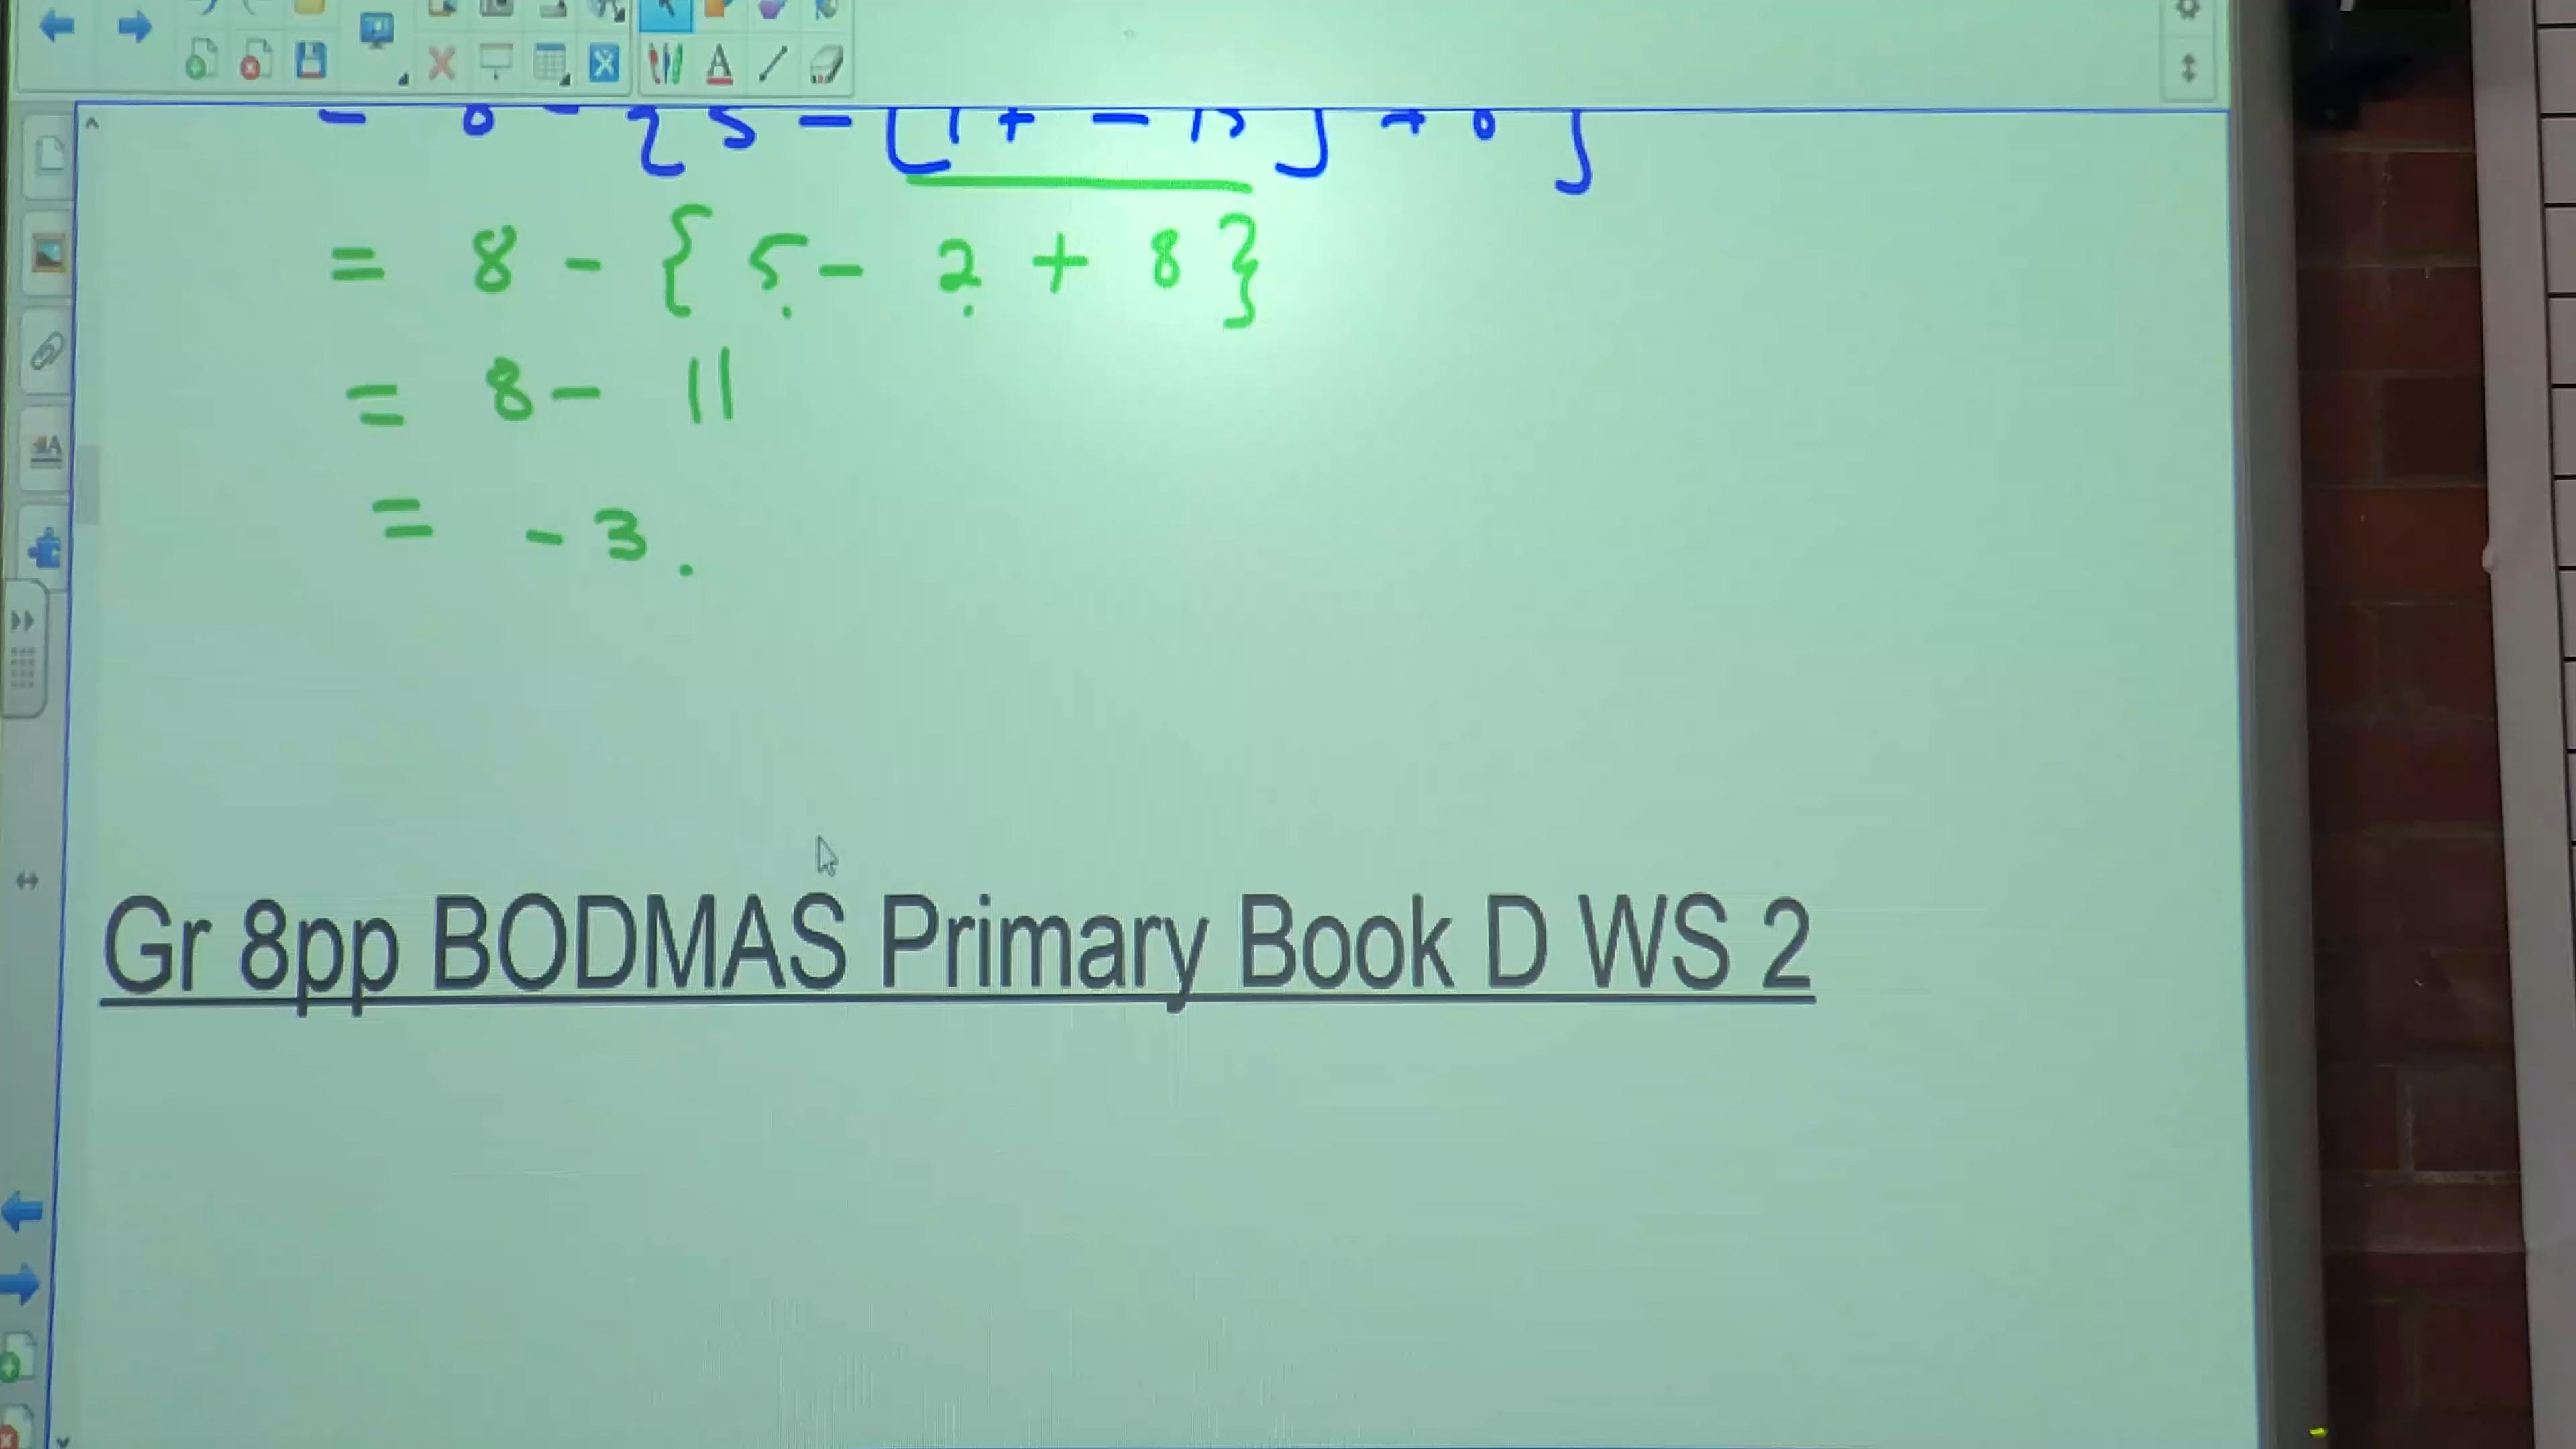 = 8 - { 5 - 2 + 8 }
= 8 - 11
= -3.
Gr 8pp BODMAS Primary Book D WS 2